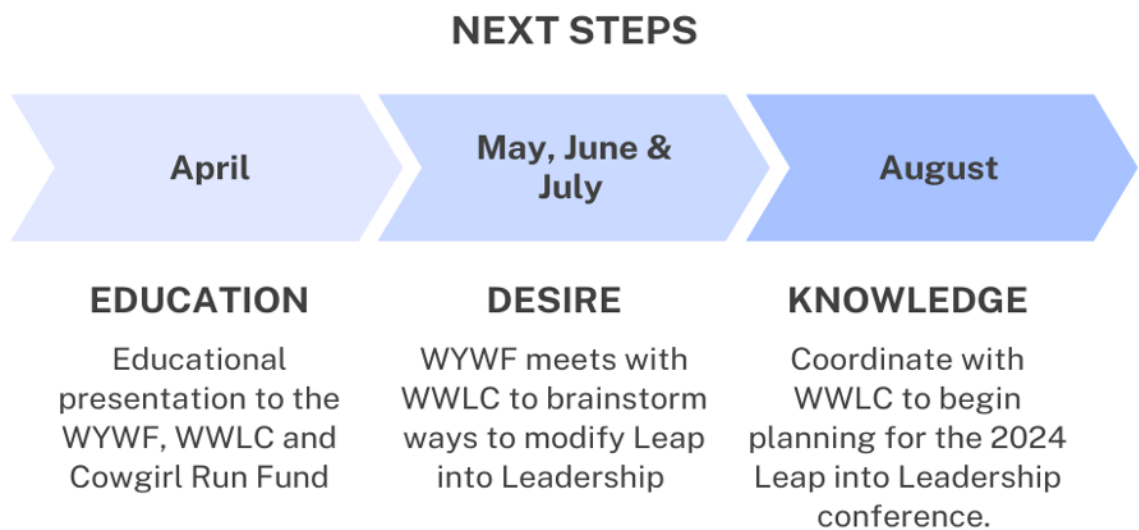 NEXT STEPS
April
May, June &
July
August
EDUCATION
Educational
presentation to the
WYWF, WWLC and
Cowgirl Run Fund
DESIRE
WYWF meets with
WWLC to brainstorm
ways to modify Leap
into Leadership
KNOWLEDGE
Coordinate with
WWLC to begin
planning for the 2024
Leap into Leadership
conference.